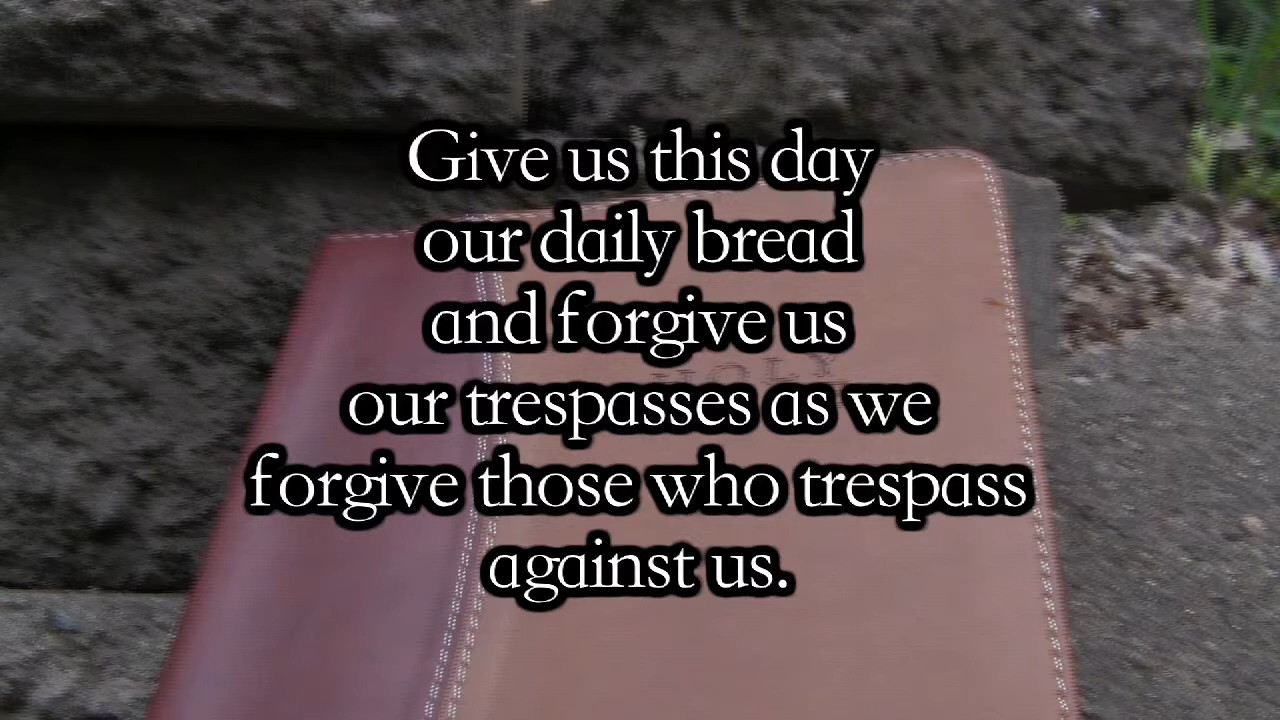 Give us this day
our daily bread
and forgive us
our trespasses as we
forgive those who trespass
against us.
HOLY